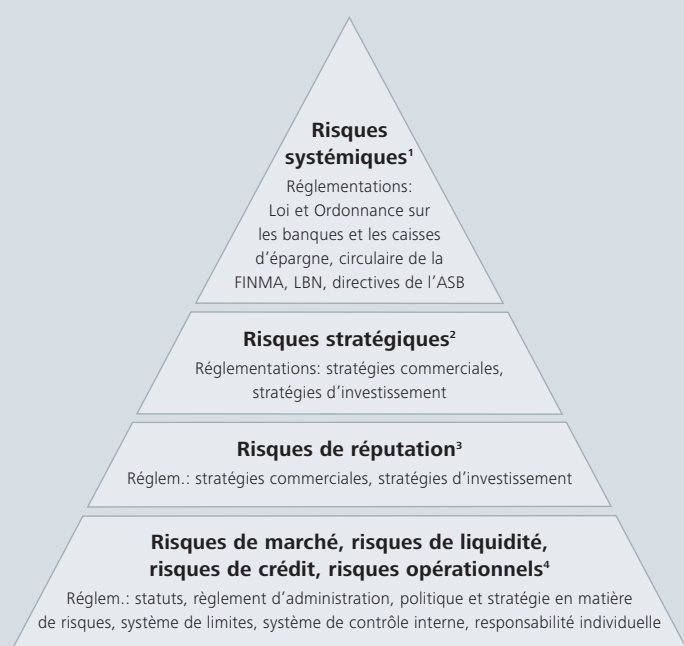 Risques
systémiques¹
Réglementations:
Loi et Ordonnance sur
les banques et les caisses
d’épargne, circulaire de la
FINMA, LBN, directives de l’ASB
Risques stratégiques²
Réglementations: stratégies commerciales,
stratégies d’investissement
Risques de réputation³
Réglem.: stratégies commerciales, stratégies d’investissement
Risques de marché, risques de liquidité,
risques de crédit, risques opérationnels⁴
Réglem.: statuts, règlement d’administration, politique et stratégie en matière
de risques, système de limites, système de contrôle interne, responsabilité individuelle